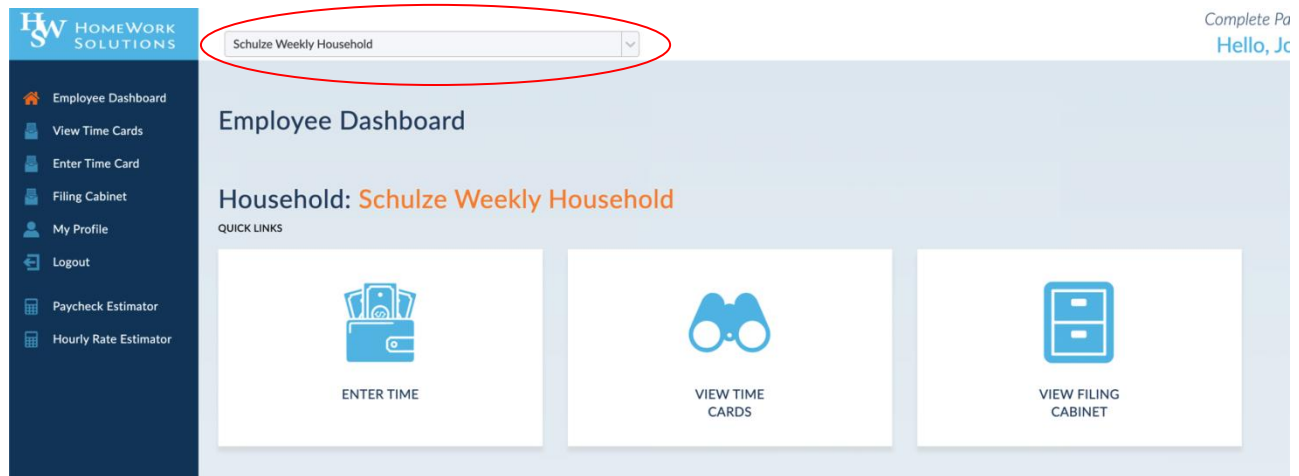 HSW HOMEWORK
SOLUTIONS
Schulze Weekly Household
Complete Pa
Hello, Jo
Employee Dashboard
View Time Cards
Enter Time Card
Filing Cabinet
My Profile
Logout
Paycheck Estimator
Hourly Rate Estimator
Employee Dashboard
Household: Schulze Weekly Household
QUICK LINKS
ENTER TIME
VIEW TIME
CARDS
VIEW FILING
CABINET